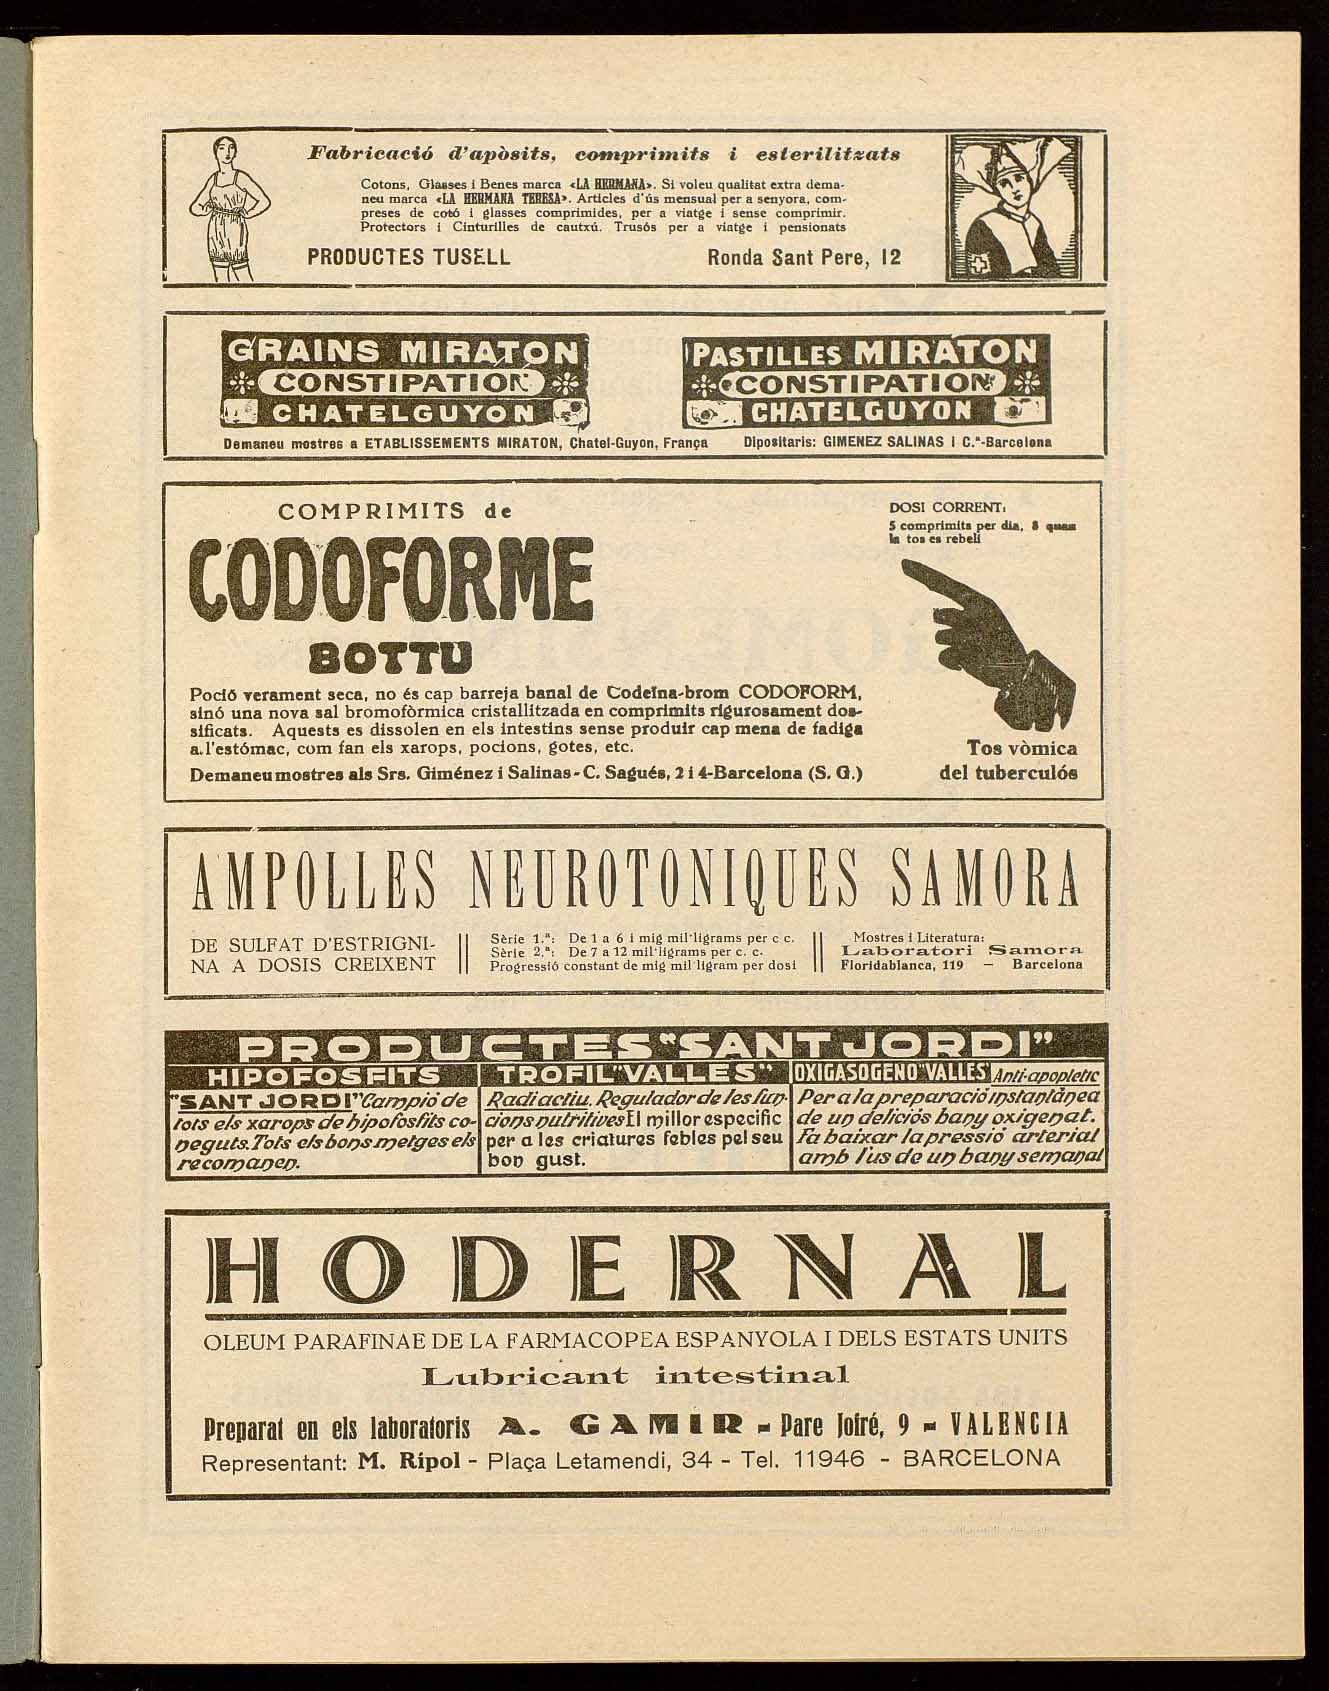 Fabricació d'apòsits, comprimits i esterilitzats
Cotons, Glasses i Benes marca «LA HERMANA». Si voleu qualitat extra dema-
neu marca «LA HERMANA TERESA». Articles d'ús mensual per a senyora, com-
preses de cotó i glasses comprimides, per a viatge i sense comprimir.
Protectors i Cinturilles de cautxú. Trusós per a viatge i pensionats
PRODUCTES TUSELL Ronda Sant Pere, 12
GRAINS MIRATON
CONSTIPATION
CHATELGUYON
PASTILLES MIRATON
CONSTIPATION
CHATELGUYON
Demaneu mostres a ETABLISSEMENTS MIRATON, Chatel-Guyon, França Dipositaris: GIMENEZ SALINAS I C.ª-Barcelona
COMPRIMITS de
CODOFORME
BOTTU
DOSI CORRENT:
5 comprimits per dia, 8 quan
la tos es rebell
Poció verament seca, no és cap barreja banal de Codeïna-brom CODOFORM,
sinó una nova sal bromofòrmica cristallitzada en comprimits rigurosament dos-
sificats. Aquests es dissolen en els intestins sense produir cap mena de fadiga
a l'estómac, com fan els xarops, pocions, gotes, etc.
Demaneu mostres als Srs. Giménez i Salinas-C. Sagués, 2 i 4-Barcelona (S. G.)
Tos vòmica
del tuberculós
AMPOLLES NEUROTONIQUES SAMORA
DE SULFAT D'ESTRIGNI-
NA A DOSIS CREIXENT
Sèrie 1.ª: De 1 a 6 i mig mil·ligrams per c c.
Sèrie 2.ª: De 7 a 12 mil·ligrams per c. c.
Progressió constant de mig mil·ligram per dosi
Mostres i Literatura:
Laboratori Samora
Floridablanca, 119 — Barcelona
PRODUCTES "SANT JORDI"
HIPOFOSFITS
"SANT JORDI" Campió de
tots els xarops de hipofosfits co-
neguts. Tots els bons metges els
recomanen.
TROFIL "VALLES"
Radiactiu. Regulador de les fun-
cions nutritives El millor especific
per a les criatures febles pel seu
bon gust.
OXIGASOGENO "VALLES" Anti-apopletic
Per a la preparació instantánea
de un deliciós bany oxigenat.
Fa baixar la pressió arterial
amb l'us de un bany semanal
HODERNAL
OLEUM PARAFINAE DE LA FARMACOPEA ESPANYOLA I DELS ESTATS UNITS
Lubricant intestinal
Preparat en els laboratoris A. GAMIR - Pare Jofré, 9 - VALENCIA
Representant: M. Ripol - Plaça Letamendi, 34 - Tel. 11946 - BARCELONA